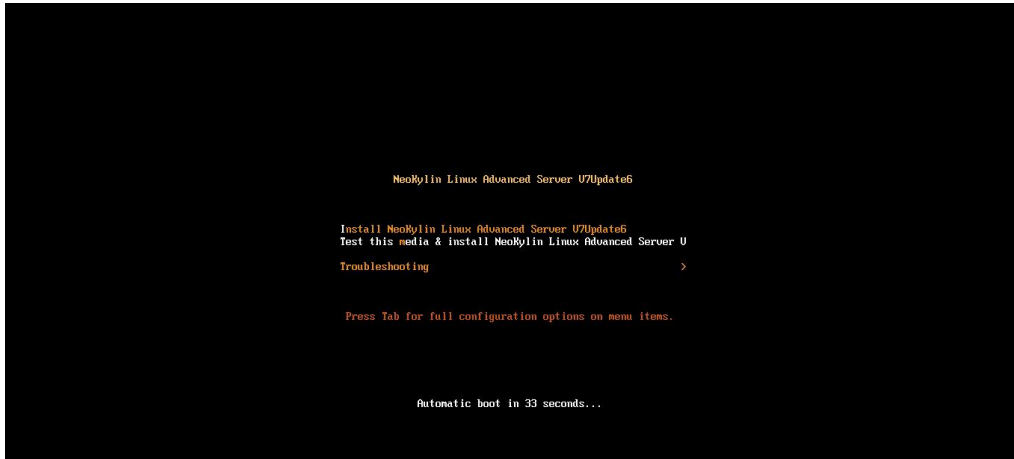 NeoKylin Linux Advanced Server V7Update6
Install NeoKylin Linux Advanced Server V7Update6
Test this media & install NeoKylin Linux Advanced Server V
Troubleshooting >
Press Tab for full configuration options on menu items.
Automatic boot in 33 seconds...